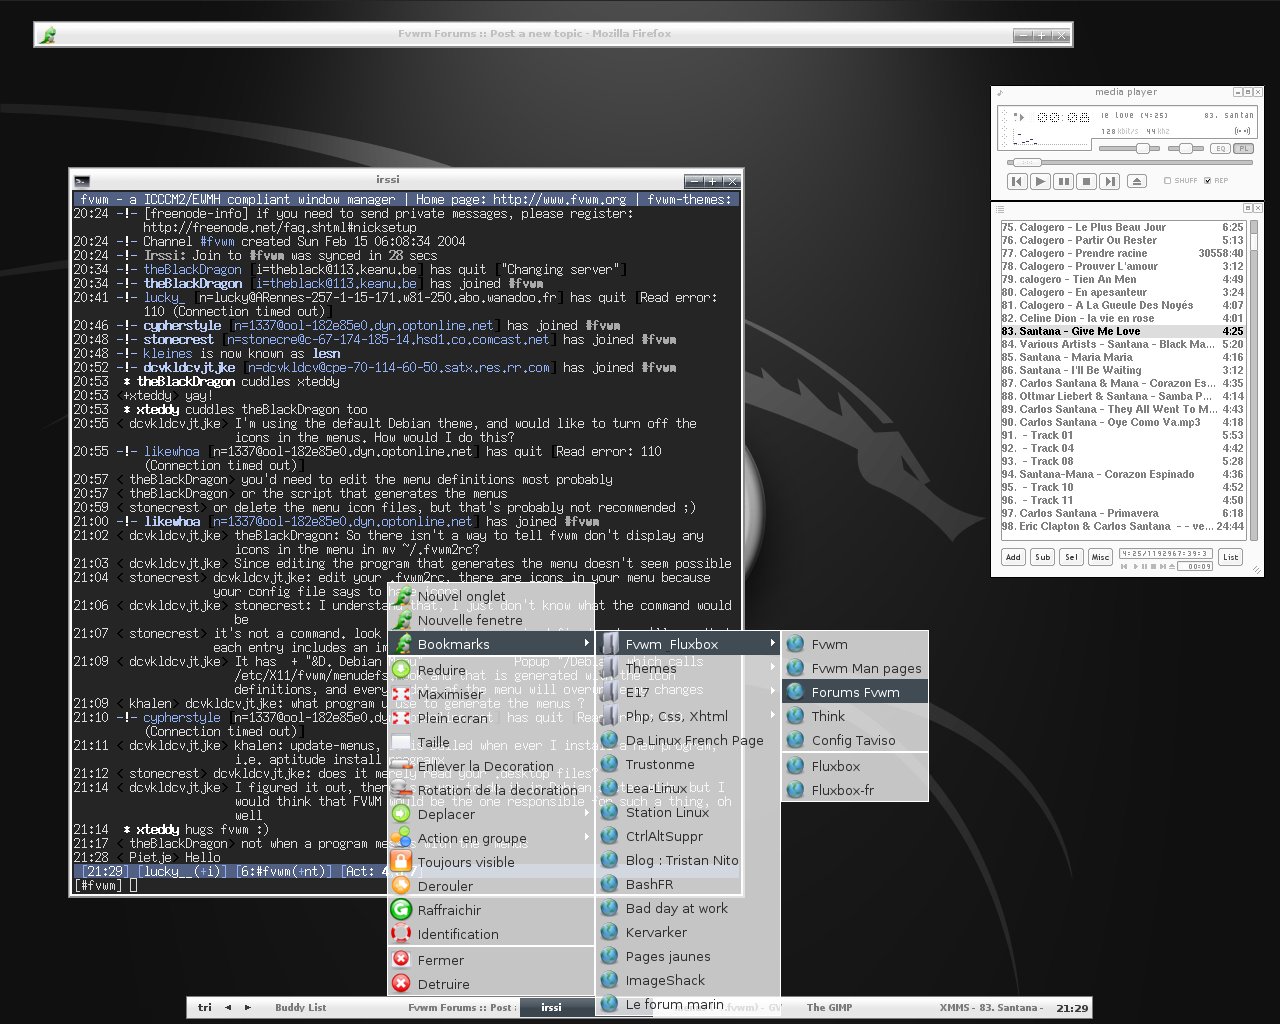 Fvwm Forums :: Post a new topic - Mozilla Firefox
media player
00:08
le love (4:25)
83. santan
128 kbit/s 44 khz
EQ PL
SHUFF REP
75. Calogero - Le Plus Beau Jour 6:25
76. Calogero - Partir Ou Rester 5:13
77. Calogero - Prendre racine 30558:40
78. Calogero - Prouver L'amour 3:12
79. calogero - Tien An Men 4:49
80. Calogero - En apesanteur 3:24
81. Calogero - A La Gueule Des Noyés 4:07
82. Celine Dion - la vie en rose 4:01
83. Santana - Give Me Love 4:25
84. Various Artists - Santana - Black Ma... 5:20
85. Santana - Maria Maria 4:16
86. Santana - I'll Be Waiting 3:12
87. Carlos Santana & Mana - Corazon Es... 4:35
88. Ottmar Liebert & Santana - Samba P... 4:14
89. Carlos Santana - They All Went To M... 4:43
90. Carlos Santana - Oye Como Va.mp3 4:18
91. - Track 01 5:53
92. - Track 04 4:42
93. - Track 08 5:28
94. Santana-Mana - Corazon Espinado 4:36
95. - Track 10 4:52
96. - Track 11 4:50
97. Carlos Santana - Primavera 6:18
98. Eric Clapton & Carlos Santana - - ve... 24:44
Add Sub Sel Misc 4:25/1192967:39:3 00:09 List
irssi
fvwm - a ICCCM2/EWMH compliant window manager | Home page: http://www.fvwm.org | fvwm-themes:
20:24 -!- [freenode-info] if you need to send private messages, please register:
http://freenode.net/faq.shtml#nicksetup
20:24 -!- Channel #fvwm created Sun Feb 15 06:08:34 2004
20:24 -!- Irssi: Join to #fvwm was synced in 28 secs
20:34 -!- theBlackDragon [i=theblack@113.keanu.be] has quit ["Changing server"]
20:34 -!- theBlackDragon [i=theblack@113.keanu.be] has joined #fvwm
20:41 -!- lucky_ [n=lucky@ARennes-257-1-15-171.w81-250.abo.wanadoo.fr] has quit [Read error:
110 (Connection timed out)]
20:46 -!- cypherstyle [n=1337@ool-182e85e0.dyn.optonline.net] has joined #fvwm
20:48 -!- stonecrest [n=stonecre@c-67-174-185-14.hsd1.co.comcast.net] has joined #fvwm
20:48 -!- kleines is now known as lesn
20:52 -!- dcvkldcvjtjke [n=dcvkldcv@cpe-70-114-60-50.satx.res.rr.com] has joined #fvwm
20:53 * theBlackDragon cuddles xteddy
20:53 <+xteddy> yay!
20:53 * xteddy cuddles theBlackDragon too
20:55 < dcvkldcvjtjke> I'm using the default Debian theme, and would like to turn off the
icons in the menus. How would I do this?
20:55 -!- likewhoa [n=1337@ool-182e85e0.dyn.optonline.net] has quit [Read error: 110
(Connection timed out)]
20:57 < theBlackDragon> you'd need to edit the menu definitions most probably
20:57 < theBlackDragon> or the script that generates the menus
20:59 < stonecrest> or delete the menu icon files, but that's probably not recommended ;)
21:00 -!- likewhoa [n=1337@ool-182e85e0.dyn.optonline.net] has joined #fvwm
21:02 < dcvkldcvjtjke> theBlackDragon: So there isn't a way to tell fvwm don't display any
icons in the menu in my ~/.fvwm2rc?
21:03 < dcvkldcvjtjke> Since editing the program that generates the menu doesn't seem possible
21:04 < stonecrest> dcvkldcvjtjke: edit your .fvwm2rc, there are icons in your menu because
your config file says to have icons
21:06 < dcvkldcvjtjke> stonecrest: I understand that, I just don't know what the command would
be
21:07 < stonecrest> it's not a command. look
each entry includes an im
21:09 < dcvkldcvjtjke> It has + "&D. Debian Menu" Popup "/Debian" which calls
/etc/X11/fvwm/menudefs.hook and that is generated with the icon
definitions, and every update of the menu will overwrite my changes
21:09 < khalen> dcvkldcvjtjke: what program u use to generate the menus ?
21:10 -!- cypherstyle [n=1337@ool-182e85e0.dyn.optonline.net] has quit [Read
(Connection timed out)]
21:11 < dcvkldcvjtjke> khalen: update-menus, it is called when ever I install a new program,
i.e. aptitude install programx
21:12 < stonecrest> dcvkldcvjtjke: does it merely read your .desktop files?
21:14 < dcvkldcvjtjke> I figured it out, there Debian but I
would think that FVWM would be the one responsible for such a thing, oh
well
21:14 * xteddy hugs fvwm :)
21:17 < theBlackDragon> not when a program messes with the menus
21:28 < Pietje> Hello
[21:29] [lucky__(+i)] [6:#fvwm(+nt)] [Act: 4
[#fvwm]
Nouvel onglet
Nouvelle fenetre
Bookmarks
Reduire
Maximiser
Plein ecran
Taille
Enlever la Decoration
Rotation de la decoration
Deplacer
Action en groupe
Toujours visible
Derouler
Raffraichir
Identification
Fermer
Detruire
Fvwm Fluxbox
Themes
E17
Php, Css, Xhtml
Da Linux French Page
Trustonme
Lea-Linux
Station Linux
CtrlAltSuppr
Blog : Tristan Nito
BashFR
Bad day at work
Kervarker
Pages jaunes
ImageShack
Le forum marin
Fvwm
Fvwm Man pages
Forums Fvwm
Think
Config Taviso
Fluxbox
Fluxbox-fr
tri Buddy List Fvwm Forums :: Post irssi fvwm) - GV The GIMP XMMS - 83. Santana - 21:29